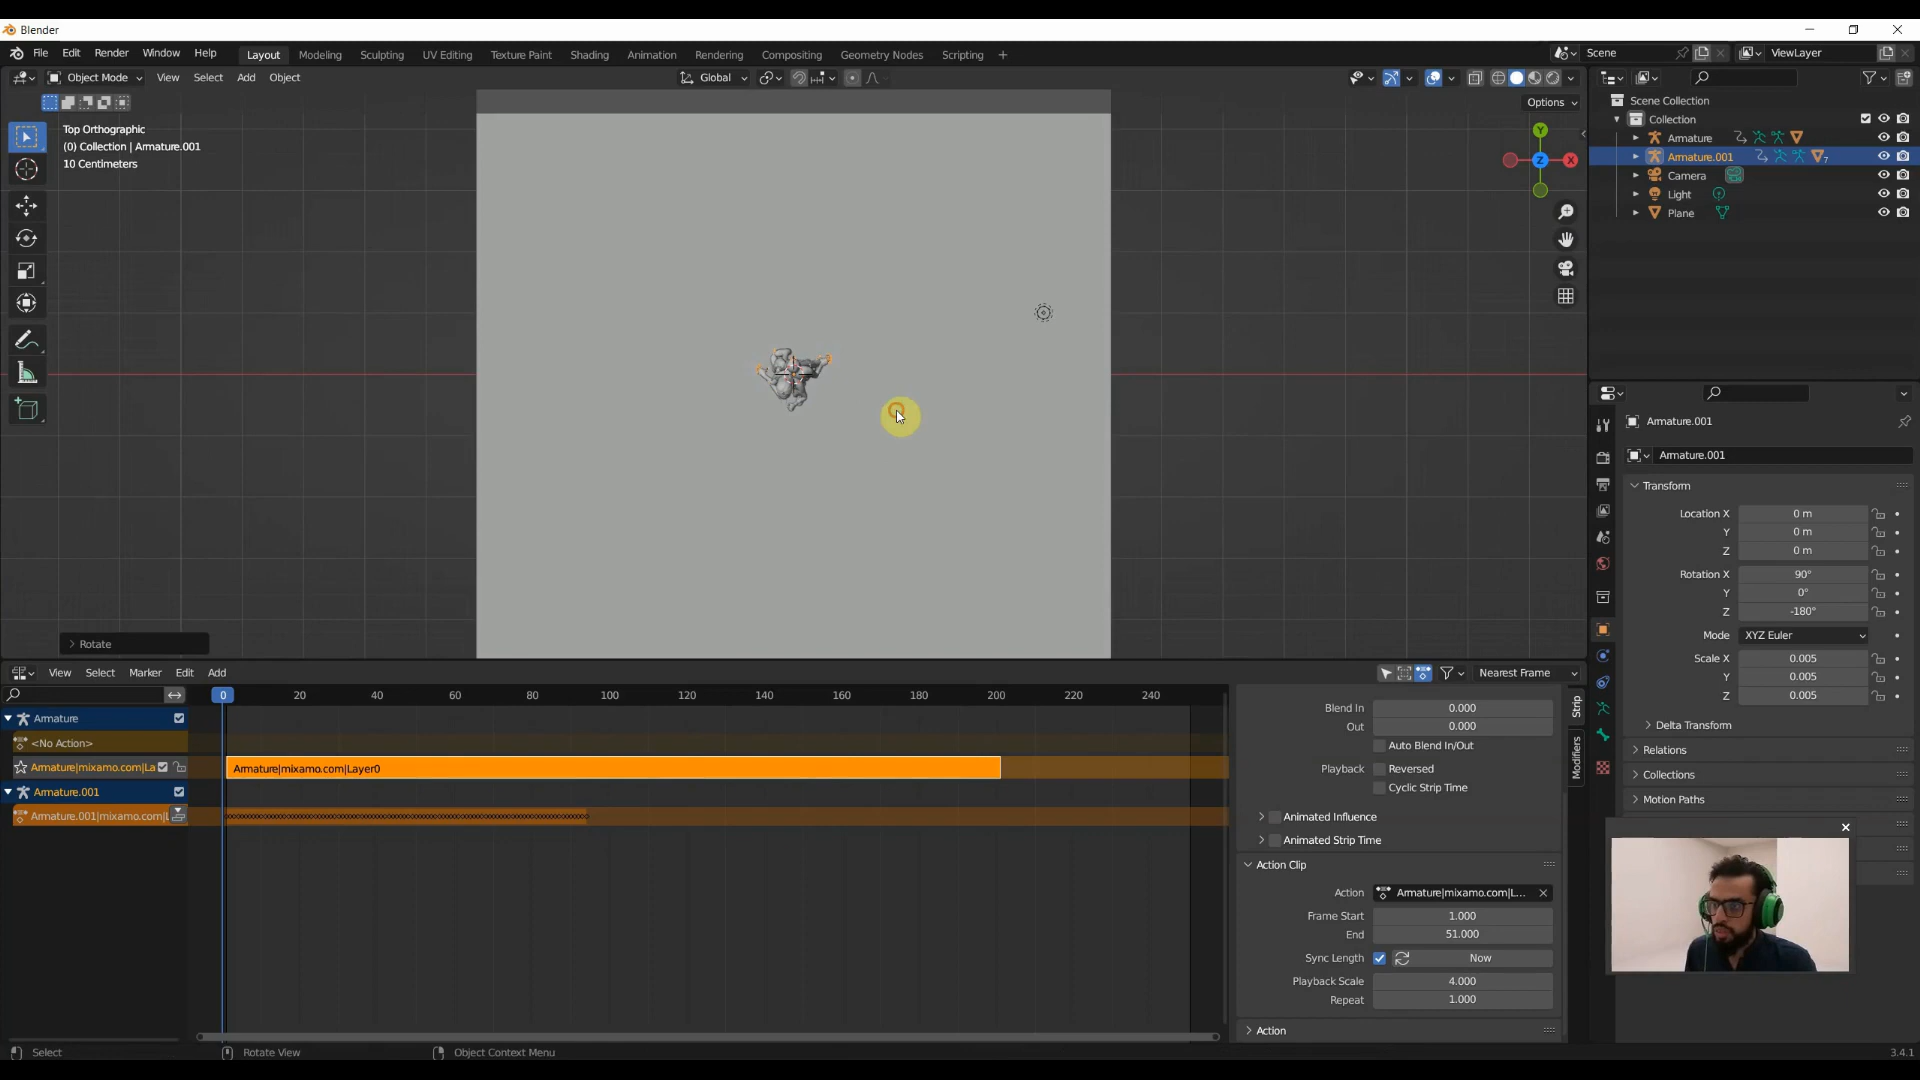 Blender
File Edit Render Window Help
Layout Modeling Sculpting UV Editing Texture Paint Shading Animation Rendering Compositing Geometry Nodes Scripting +
Scene
ViewLayer
Object Mode View Select Add Object
Global
Options
Top Orthographic
(0) Collection | Armature.001
10 Centimeters
Y
Z
X
Rotate
Scene Collection
Collection
Armature
Armature.001
7
Camera
Light
Plane
Armature.001
Armature.001
Transform
Location X 0 m
Y 0 m
Z 0 m
Rotation X 90°
Y 0°
Z -180°
Mode XYZ Euler
Scale X 0.005
Y 0.005
Z 0.005
Delta Transform
Relations
Collections
Motion Paths
View Select Marker Edit Add
Nearest Frame
0 20 40 60 80 100 120 140 160 180 200 220 240
Armature
<No Action>
Armature|mixamo.com|La
Armature|mixamo.com|Layer0
Armature.001
Armature.001|mixamo.com|L
Blend In 0.000
Out 0.000
Auto Blend In/Out
Playback Reversed
Cyclic Strip Time
Animated Influence
Animated Strip Time
Action Clip
Action Armature|mixamo.com|L...
Frame Start 1.000
End 51.000
Sync Length Now
Playback Scale 4.000
Repeat 1.000
Action
Strip
Modifiers
Select Rotate View Object Context Menu
3.4.1